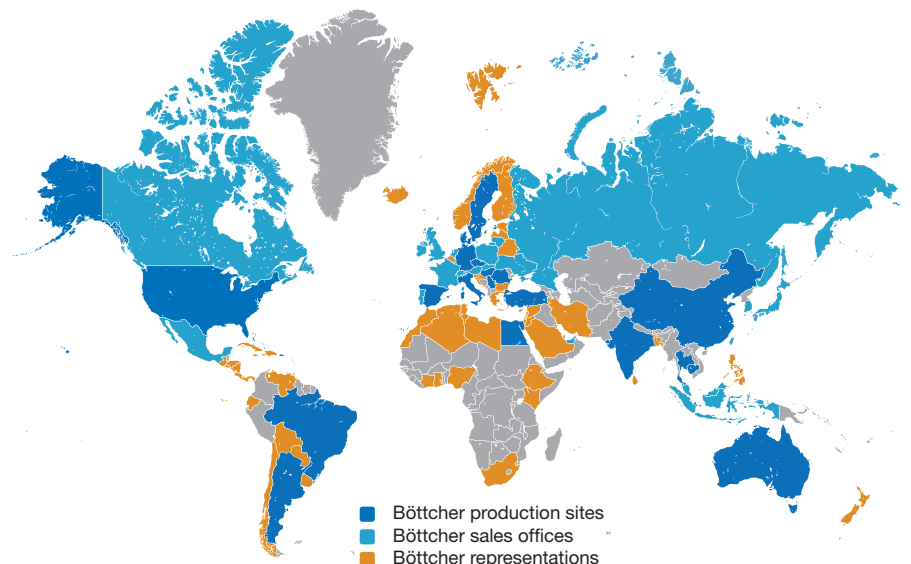 Böttcher production sites
Böttcher sales offices
Böttcher representations